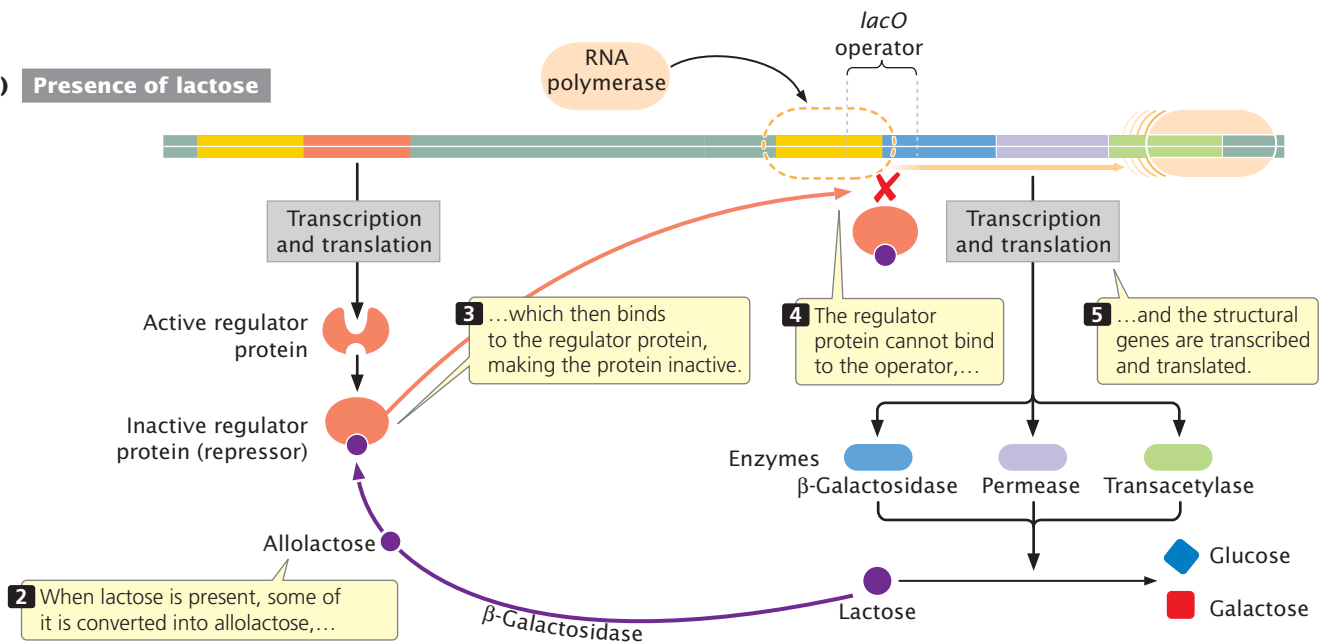 lacO
operator
RNA
polymerase
) Presence of lactose
Transcription
and translation
Transcription
and translation
Active regulator
protein
3 …which then binds
to the regulator protein,
making the protein inactive.
4 The regulator
protein cannot bind
to the operator,…
5 …and the structural
genes are transcribed
and translated.
Inactive regulator
protein (repressor)
Enzymes
β-Galactosidase
Permease
Transacetylase
Allolactose
2 When lactose is present, some of
it is converted into allolactose,…
β-Galactosidase
Lactose
Glucose
Galactose